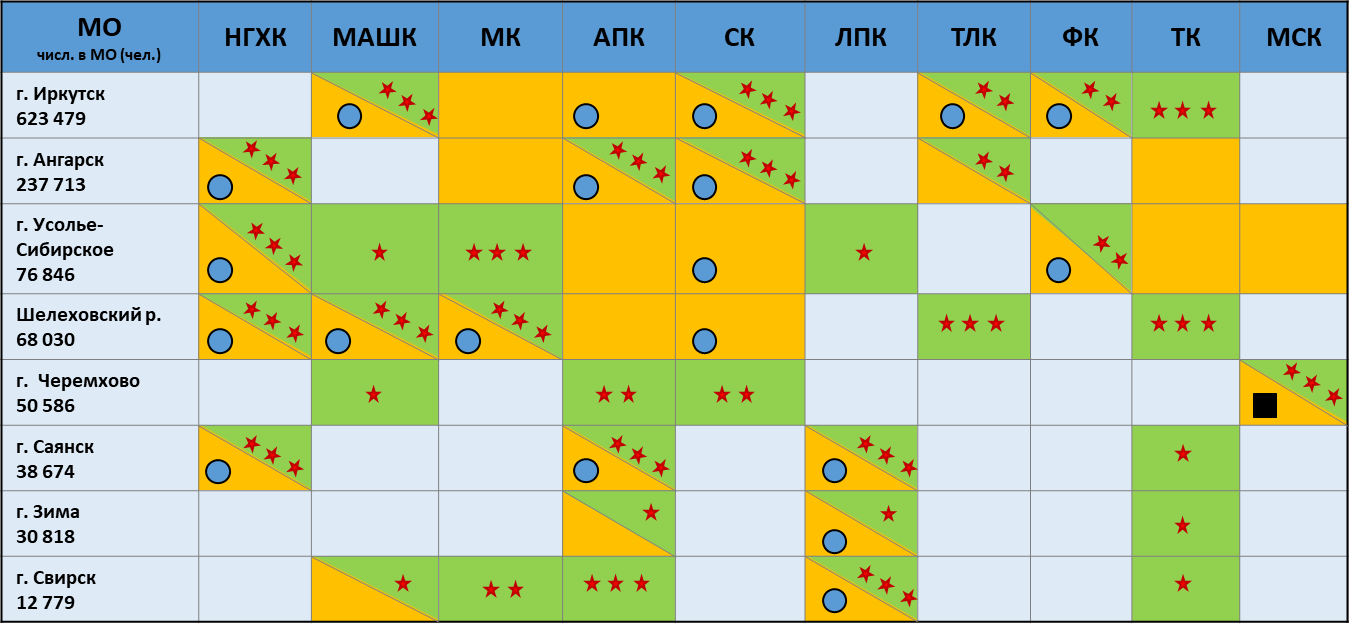 МО
числ. в МО (чел.)
НГХК
МАШК
МК
АПК
СК
ЛПК
ТЛК
ФК
ТК
МСК
г. Иркутск
623 479
г. Ангарск
237 713
г. Усолье-
Сибирское
76 846
Шелеховский р.
68 030
г. Черемхово
50 586
г. Саянск
38 674
г. Зима
30 818
г. Свирск
12 779